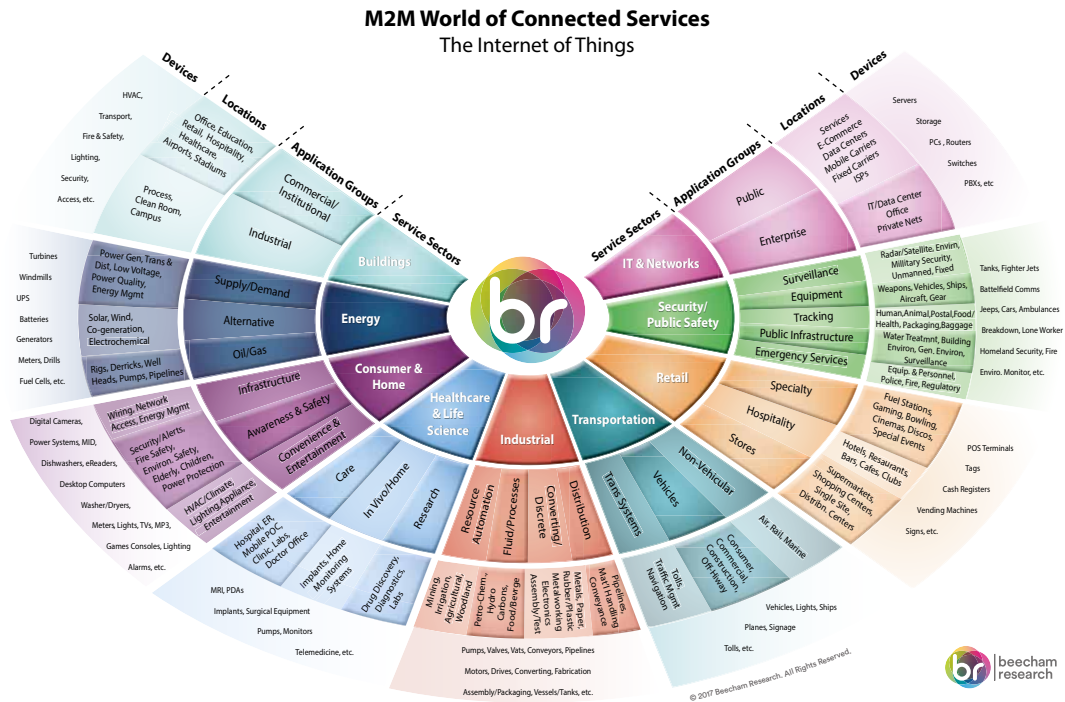 M2M World of Connected Services
The Internet of Things
Devices
Locations
Application Groups
Service Sectors
Service Sectors
Application Groups
Locations
Devices
Buildings
Commercial/
Institutional
Industrial
Office, Education,
Retail, Hospitality,
Healthcare,
Airports, Stadiums
Process,
Clean Room,
Campus
HVAC,
Transport,
Fire & Safety,
Lighting,
Security,
Access, etc.
Energy
Supply/Demand
Alternative
Oil/Gas
Power Gen, Trans &
Dist, Low Voltage,
Power Quality,
Energy Mgmt
Solar, Wind,
Co-generation,
Electrochemical
Rigs, Derricks, Well
Heads, Pumps, Pipelines
Turbines
Windmills
UPS
Batteries
Generators
Meters, Drills
Fuel Cells, etc.
Consumer &
Home
Infrastructure
Awareness & Safety
Convenience &
Entertainment
Wiring, Network
Access, Energy Mgmt
Security/Alerts,
Fire Safety,
Environ. Safety,
Elderly, Children,
Power Protection
HVAC/Climate,
Lighting,Appliance,
Entertainment
Digital Cameras,
Power Systems, MID,
Dishwashers, eReaders,
Desktop Computers
Washer/Dryers,
Meters, Lights, TVs, MP3,
Games Consoles, Lighting
Alarms, etc.
Healthcare
& Life
Science
Care
In Vivo/Home
Research
Hospital, ER,
Mobile POC,
Clinic, Labs,
Doctor Office
Implants, Home
Monitoring
Systems
Drug Discovery,
Diagnostics,
Labs
MRI, PDAs
Implants, Surgical Equipment
Pumps, Monitors
Telemedicine, etc.
Industrial
Resource
Automation
Fluid/Processes
Converting/
Discrete
Distribution
Mining,
Irrigation,
Agricultural,
Woodland
Petro-Chem.,
Hydro
Carbons,
Food/Bevrge
Metals, Paper,
Rubber/Plastic
Metalworking
Electronics
Assembly/Test
Pipelines,
Mat'l Handling
Conveyance
Pumps, Valves, Vats, Conveyors, Pipelines
Motors, Drives, Converting, Fabrication
Assembly/Packaging, Vessels/Tanks, etc.
Transportation
Trans Systems
Vehicles
Non-Vehicular
Tolls,
Traffic Mgmt
Navigation
Consumer,
Commercial,
Construction,
Off Hiway
Air, Rail, Marine
Vehicles, Lights, Ships
Planes, Signage
Tolls, etc.
Retail
Specialty
Hospitality
Stores
Fuel Stations,
Gaming, Bowling,
Cinemas, Discos,
Special Events
Hotels, Resaurants,
Bars, Cafes, Clubs
Supermarkets,
Shopping Centers,
Single Site,
Distribn. Centers
POS Terminals
Tags
Cash Registers
Vending Machines
Signs, etc.
Security/
Public Safety
Surveillance
Equipment
Tracking
Public Infrastructure
Emergency Services
Radar/Satellite, Envirn,
Millitary Security,
Unmanned, Fixed
Weapons, Vehicles, Ships,
Aircraft, Gear
Human,Animal,Postal,Food/
Health, Packaging,Baggage
Water Treatmnt, Building
Environ, Gen, Environ,
Surveillance
Equip. & Personnel,
Police, Fire, Regulatory
Tanks, Fighter Jets
Battelfield Comms
Jeeps, Cars, Ambulances
Breakdown, Lone Worker
Homeland Security, Fire
Enviro. Monitor, etc.
IT & Networks
Public
Enterprise
Services
E-Commerce
Data Centers
Mobile Carriers
Fixed Carriers
ISPs
IT/Data Center
Office
Private Nets
Servers
Storage
PCs , Routers
Switches
PBXs, etc
br
© 2017 Beecham Research. All Rights Reserved.
br
beecham
research